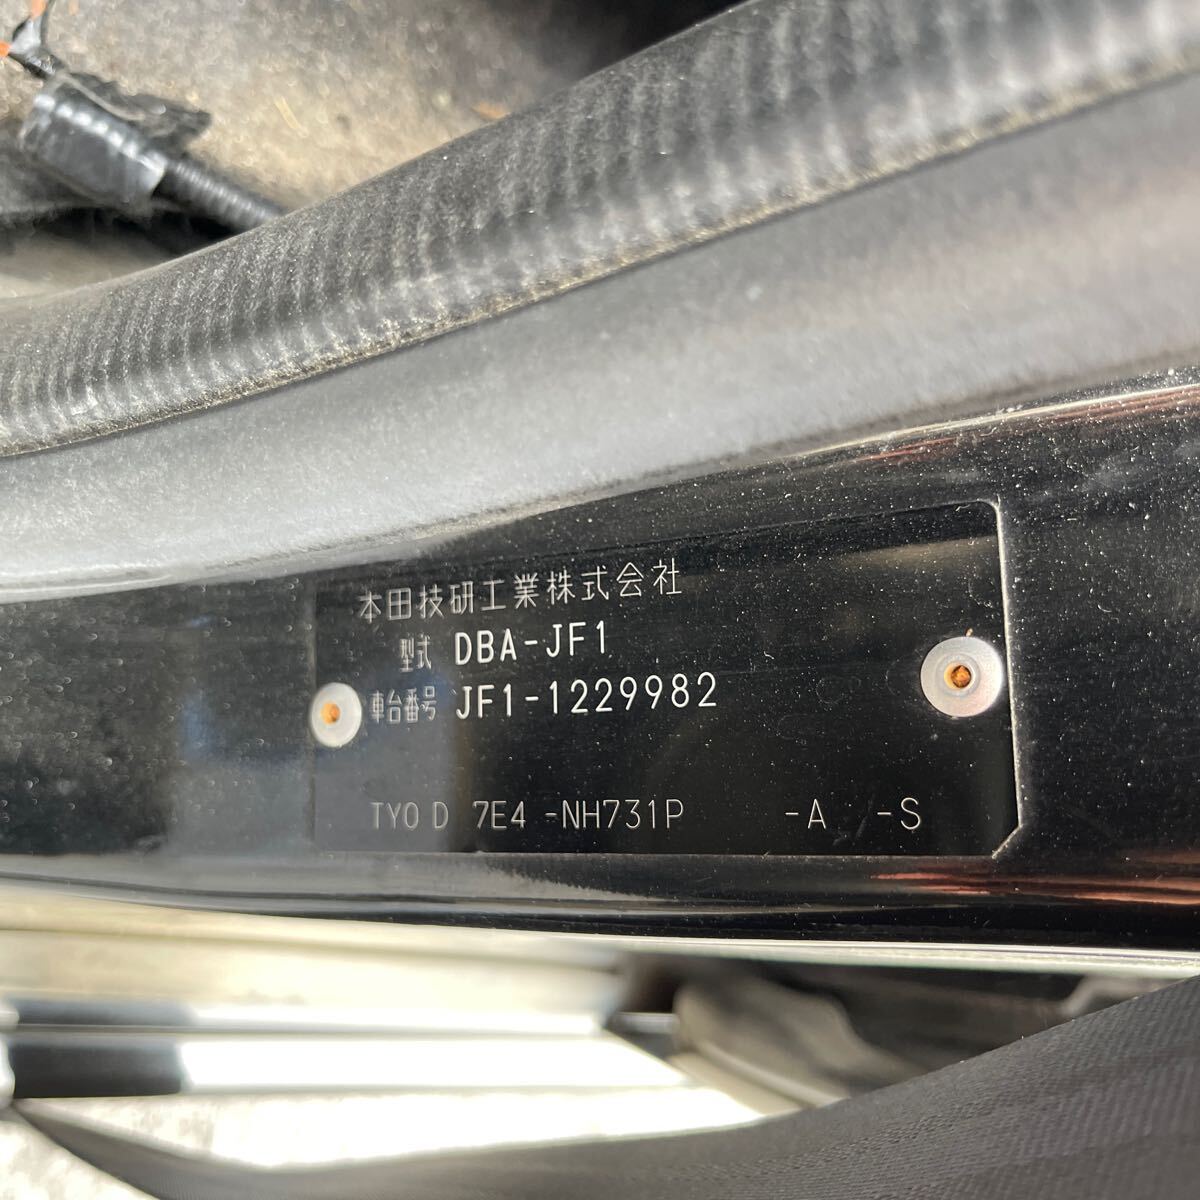 本田技研工業株式会社
型式 DBA-JF1
車台番号 JF1-1229982
TYO D 7E4 -NH731P -A -S